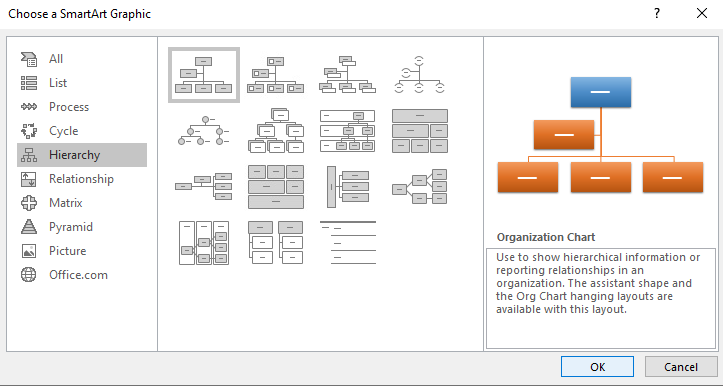 Choose a SmartArt Graphic
?
All
List
Process
Cycle
Hierarchy
Relationship
Matrix
Pyramid
Picture
Office.com
Organization Chart
Use to show hierarchical information or
reporting relationships in an
organization. The assistant shape and
the Org Chart hanging layouts are
available with this layout.
OK
Cancel